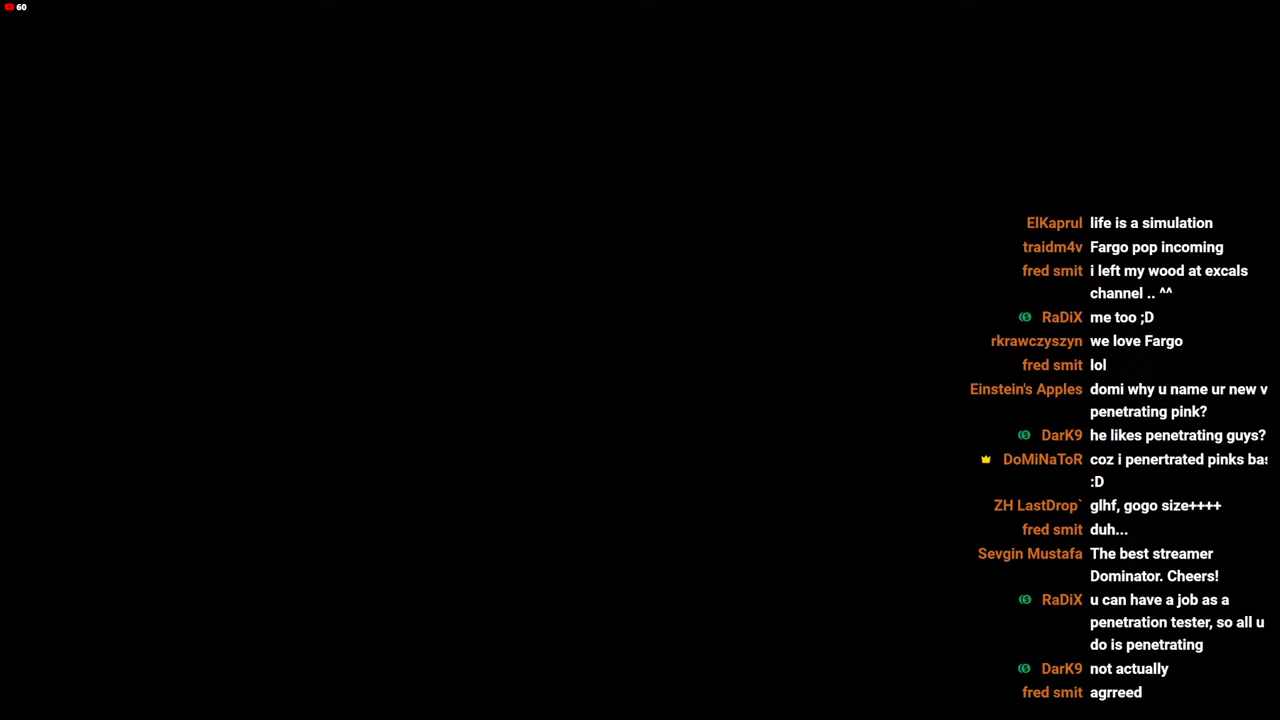 60
ElKaprul life is a simulation
traidm4v Fargo pop incoming
fred smit i left my wood at excals
channel .. ^^
RaDiX me too ;D
rkrawczyszyn we love Fargo
fred smit lol
Einstein's Apples domi why u name ur new v
penetrating pink?
DarK9 he likes penetrating guys?
DoMiNaToR coz i penertrated pinks bas
:D
ZH LastDrop` glhf, gogo size++++
fred smit duh...
Sevgin Mustafa The best streamer
Dominator. Cheers!
RaDiX u can have a job as a
penetration tester, so all u
do is penetrating
DarK9 not actually
fred smit agrreed